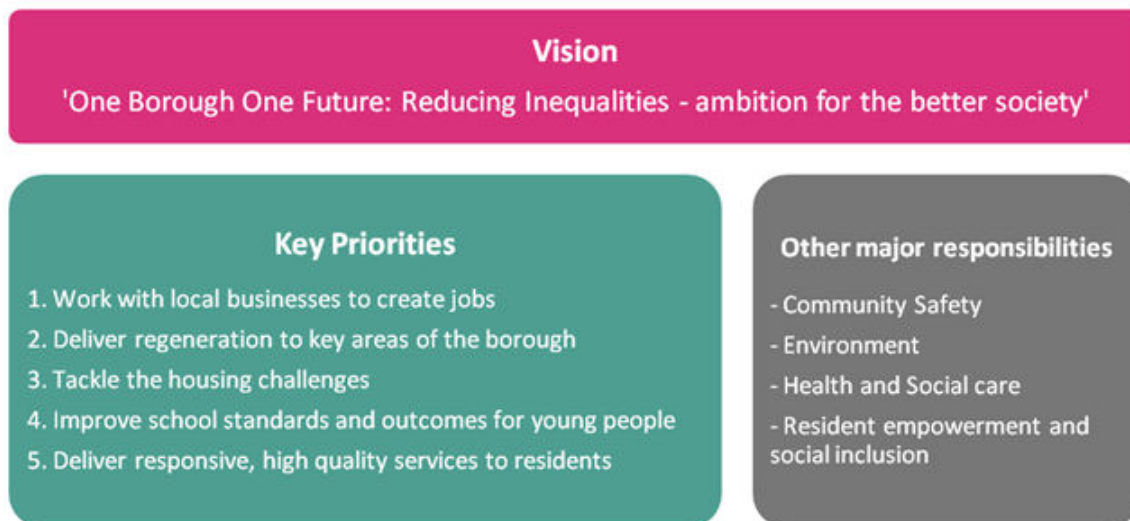 Vision
'One Borough One Future: Reducing Inequalities - ambition for the better society'
Key Priorities
1. Work with local businesses to create jobs
2. Deliver regeneration to key areas of the borough
3. Tackle the housing challenges
4. Improve school standards and outcomes for young people
5. Deliver responsive, high quality services to residents
Other major responsibilities
- Community Safety
- Environment
- Health and Social care
- Resident empowerment and
social inclusion